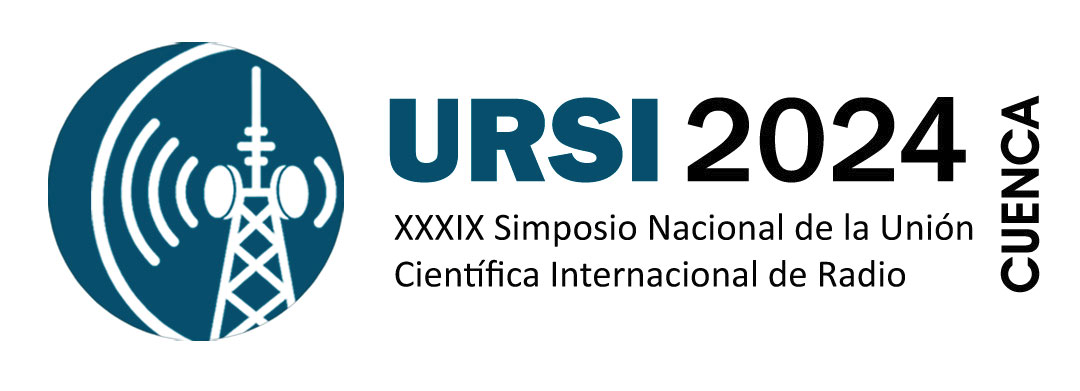 URSI 2024
XXXIX Simposio Nacional de la Unión
Científica Internacional de Radio
CUENCA